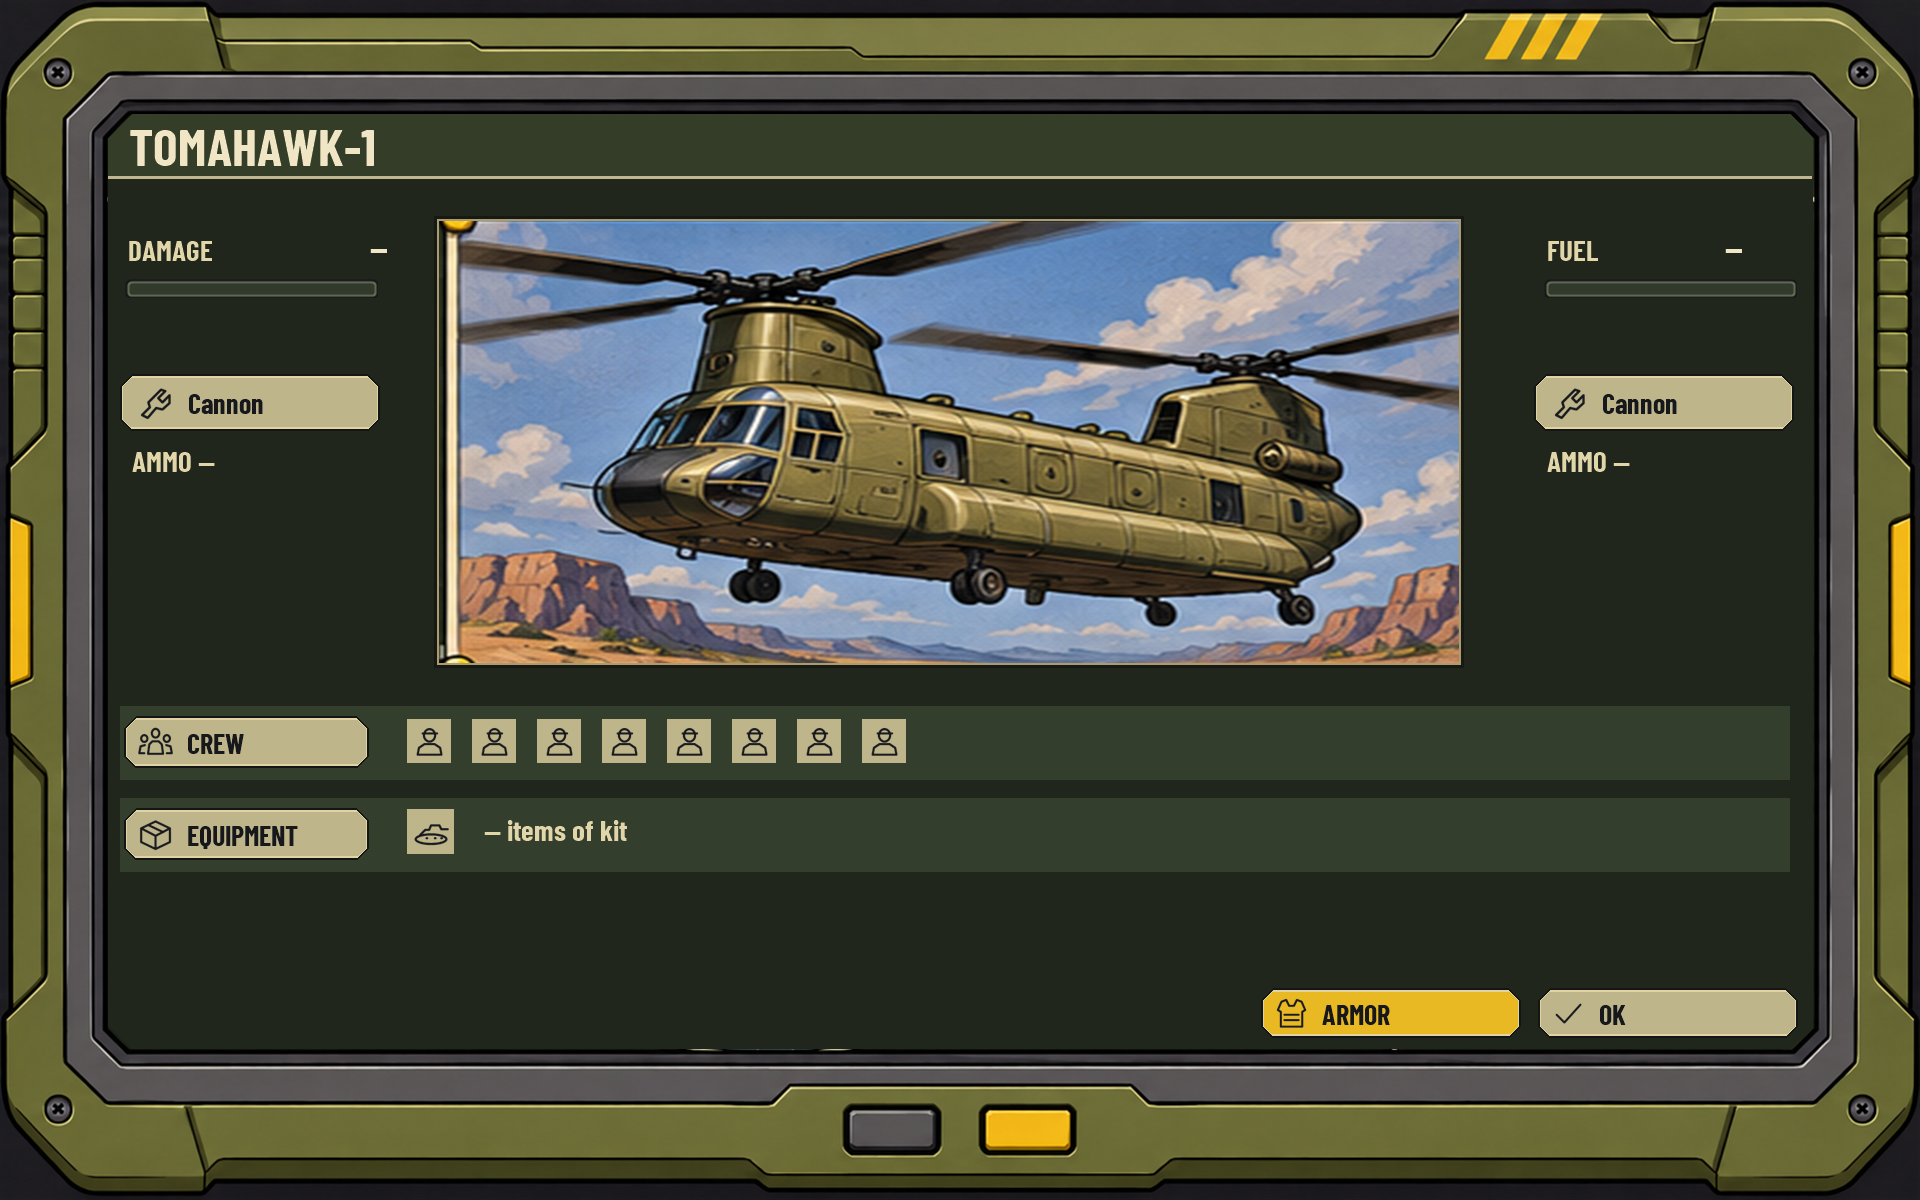 TOMAHAWK-1
DAMAGE –
FUEL –
Cannon
AMMO –
Cannon
AMMO –
CREW
EQUIPMENT
– items of kit
ARMOR
OK